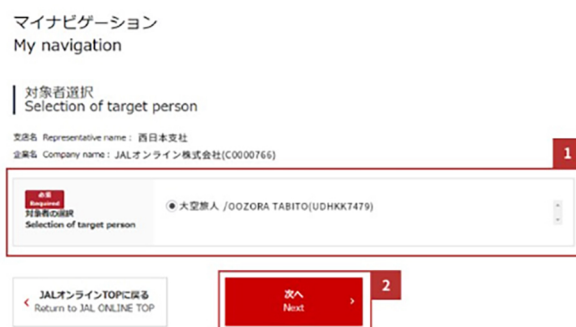 マイナビゲーション
My navigation
対象者選択
Selection of target person
支店名 Representative name : 西日本支社
企業名 Company name : JALオンライン株式会社(C0000766)
1
必須
Required
対象者の選択
Selection of target person
大空旅人 /OOZORA TABITO(UDHKK7479)
JALオンラインTOPに戻る
Return to JAL ONLINE TOP
次へ
Next
2